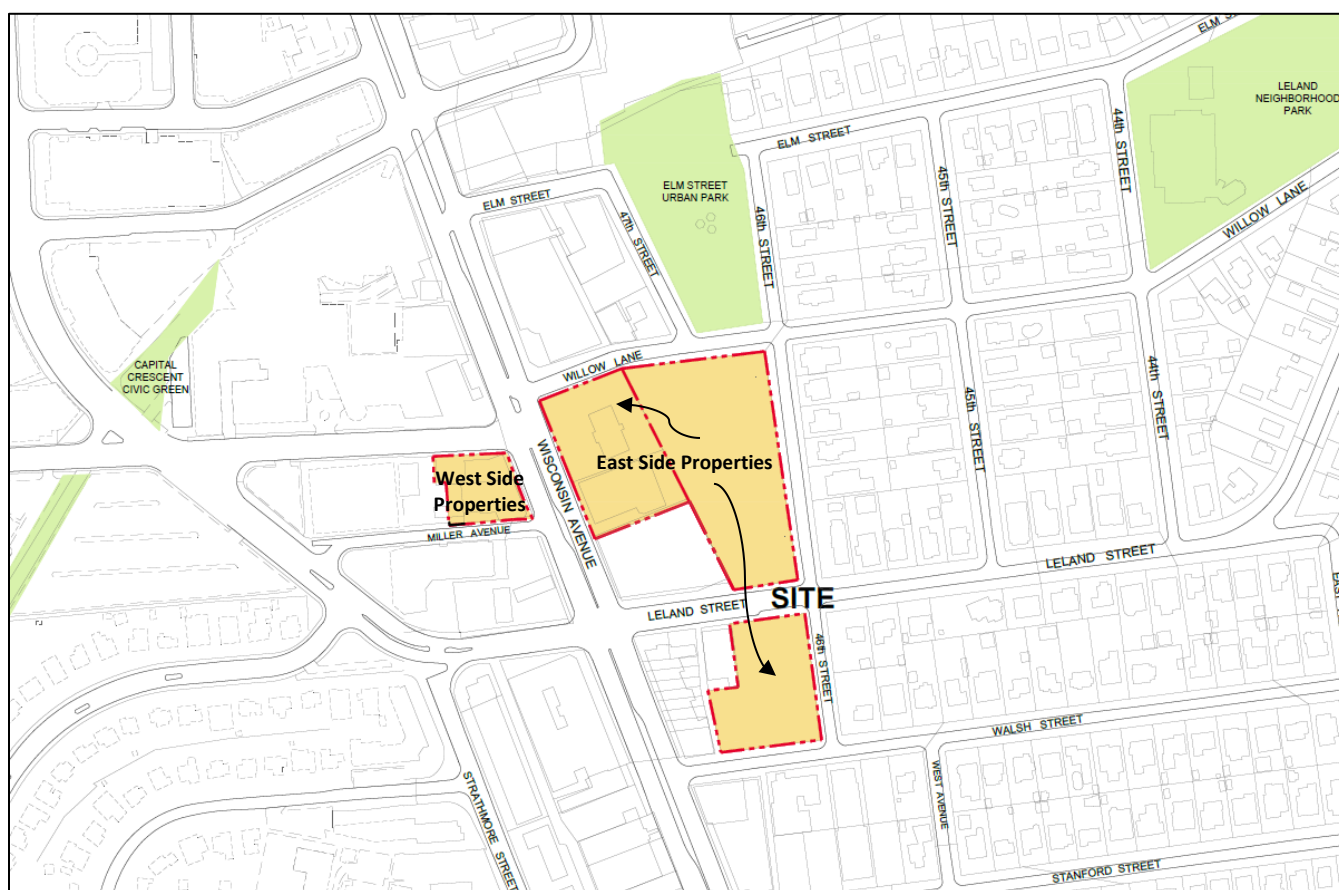 ELM S
LELAND
NEIGHBORHOOD
PARK
ELM STREET
44th STREET
45th STREET
ELM STREET
URBAN PARK
46th STREET
ELM STREET
47th STREET
WILLOW LANE
CAPITAL
CRESCENT
CIVIC GREEN
WILLOW LANE
44th STREET
45th STREET
WISCONSIN AVENUE
East Side Properties
West Side
Properties
MILLER AVENUE
LELAND STREET
EAST
SITE
LELAND STREET
46th STREET
WALSH STREET
WEST AVENUE
STRATHMORE STREET
STANFORD STREET